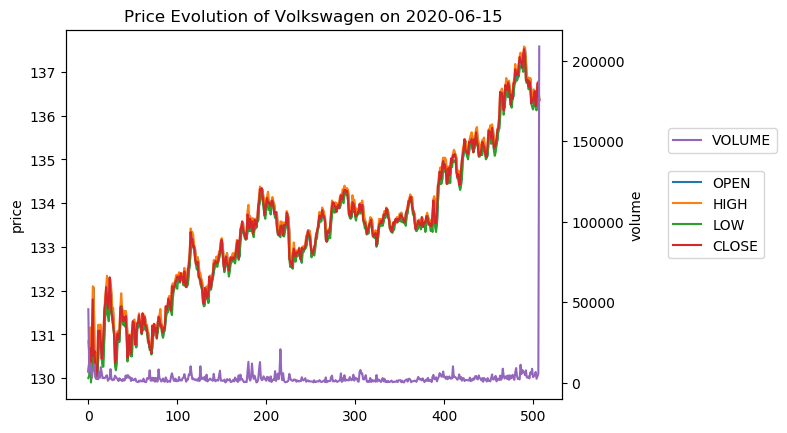 Price Evolution of Volkswagen on 2020-06-15
price
137
136
135
134
133
132
131
130
0
100
200
300
400
500
200000
150000
100000
50000
0
volume
VOLUME
OPEN
HIGH
LOW
CLOSE